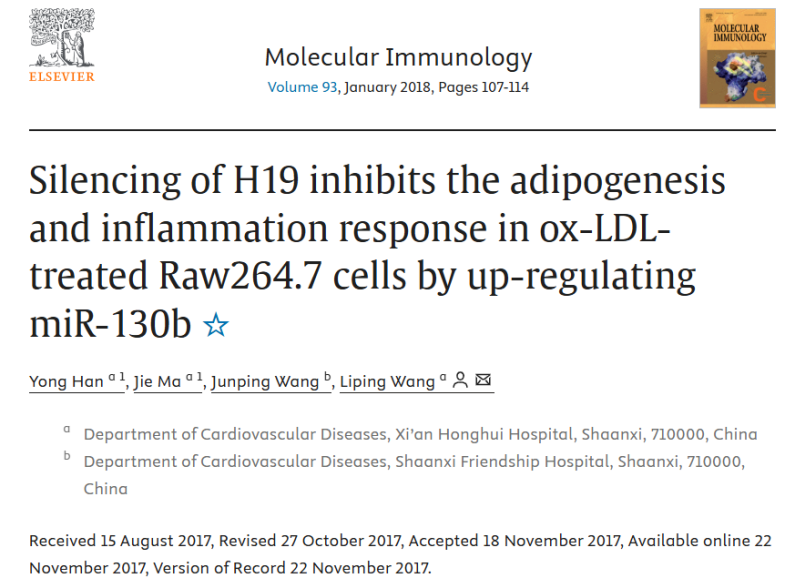 ELSEVIER
Molecular Immunology
Volume 93, January 2018, Pages 107-114
MOLECULAR
IMMUNOLOGY
C
Silencing of H19 inhibits the adipogenesis
and inflammation response in ox-LDL-
treated Raw264.7 cells by up-regulating
miR-130b ☆
Yong Han a 1, Jie Ma a 1, Junping Wang b, Liping Wang a
a Department of Cardiovascular Diseases, Xi’an Honghui Hospital, Shaanxi, 710000, China
b Department of Cardiovascular Diseases, Shaanxi Friendship Hospital, Shaanxi, 710000,
China
Received 15 August 2017, Revised 27 October 2017, Accepted 18 November 2017, Available online 22
November 2017, Version of Record 22 November 2017.